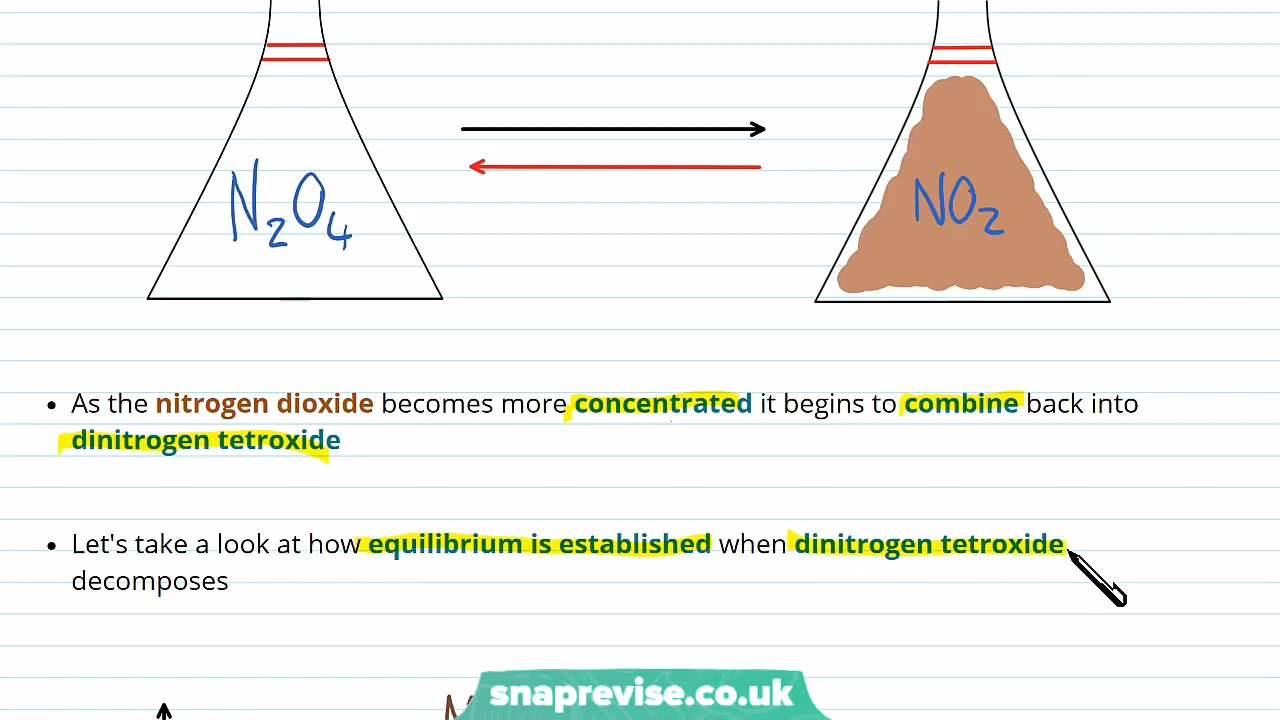 N₂O₄
NO₂
• As the nitrogen dioxide becomes more concentrated it begins to combine back into
dinitrogen tetroxide
• Let's take a look at how equilibrium is established when dinitrogen tetroxide
decomposes
snaprevise.co.uk